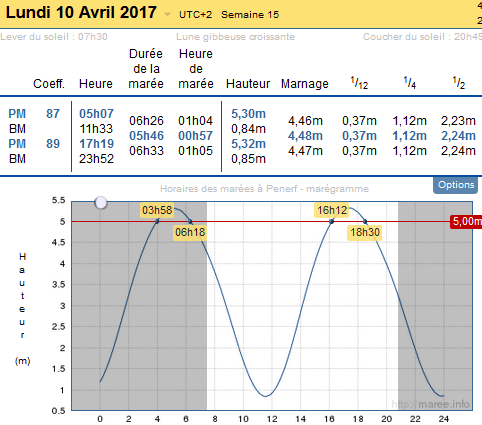 Lundi 10 Avril 2017 UTC+2 Semaine 15
Lever du soleil : 07h30 Lune gibbeuse croissante Coucher du soleil : 20h49
Durée Heure
de la de
Coeff. Heure marée marée Hauteur Marnage 1/12 1/4 1/2
PM 87 05h07 5,30m
06h26 01h04 4,46m 0,37m 1,12m 2,23m
BM 11h33 0,84m
05h46 00h57 4,48m 0,37m 1,12m 2,24m
PM 89 17h19 5,32m
06h33 01h05 4,47m 0,37m 1,12m 2,24m
BM 23h52 0,85m
Options
Horaires des marées à Penerf - marégramme
5.5
5
4.5
4
3.5
3
2.5
2
1.5
1
0.5
Hauteur
(m)
03h58 16h12
5,00m
06h18 18h30
http://maree.info
0 2 4 6 8 10 12 14 16 18 20 22 24